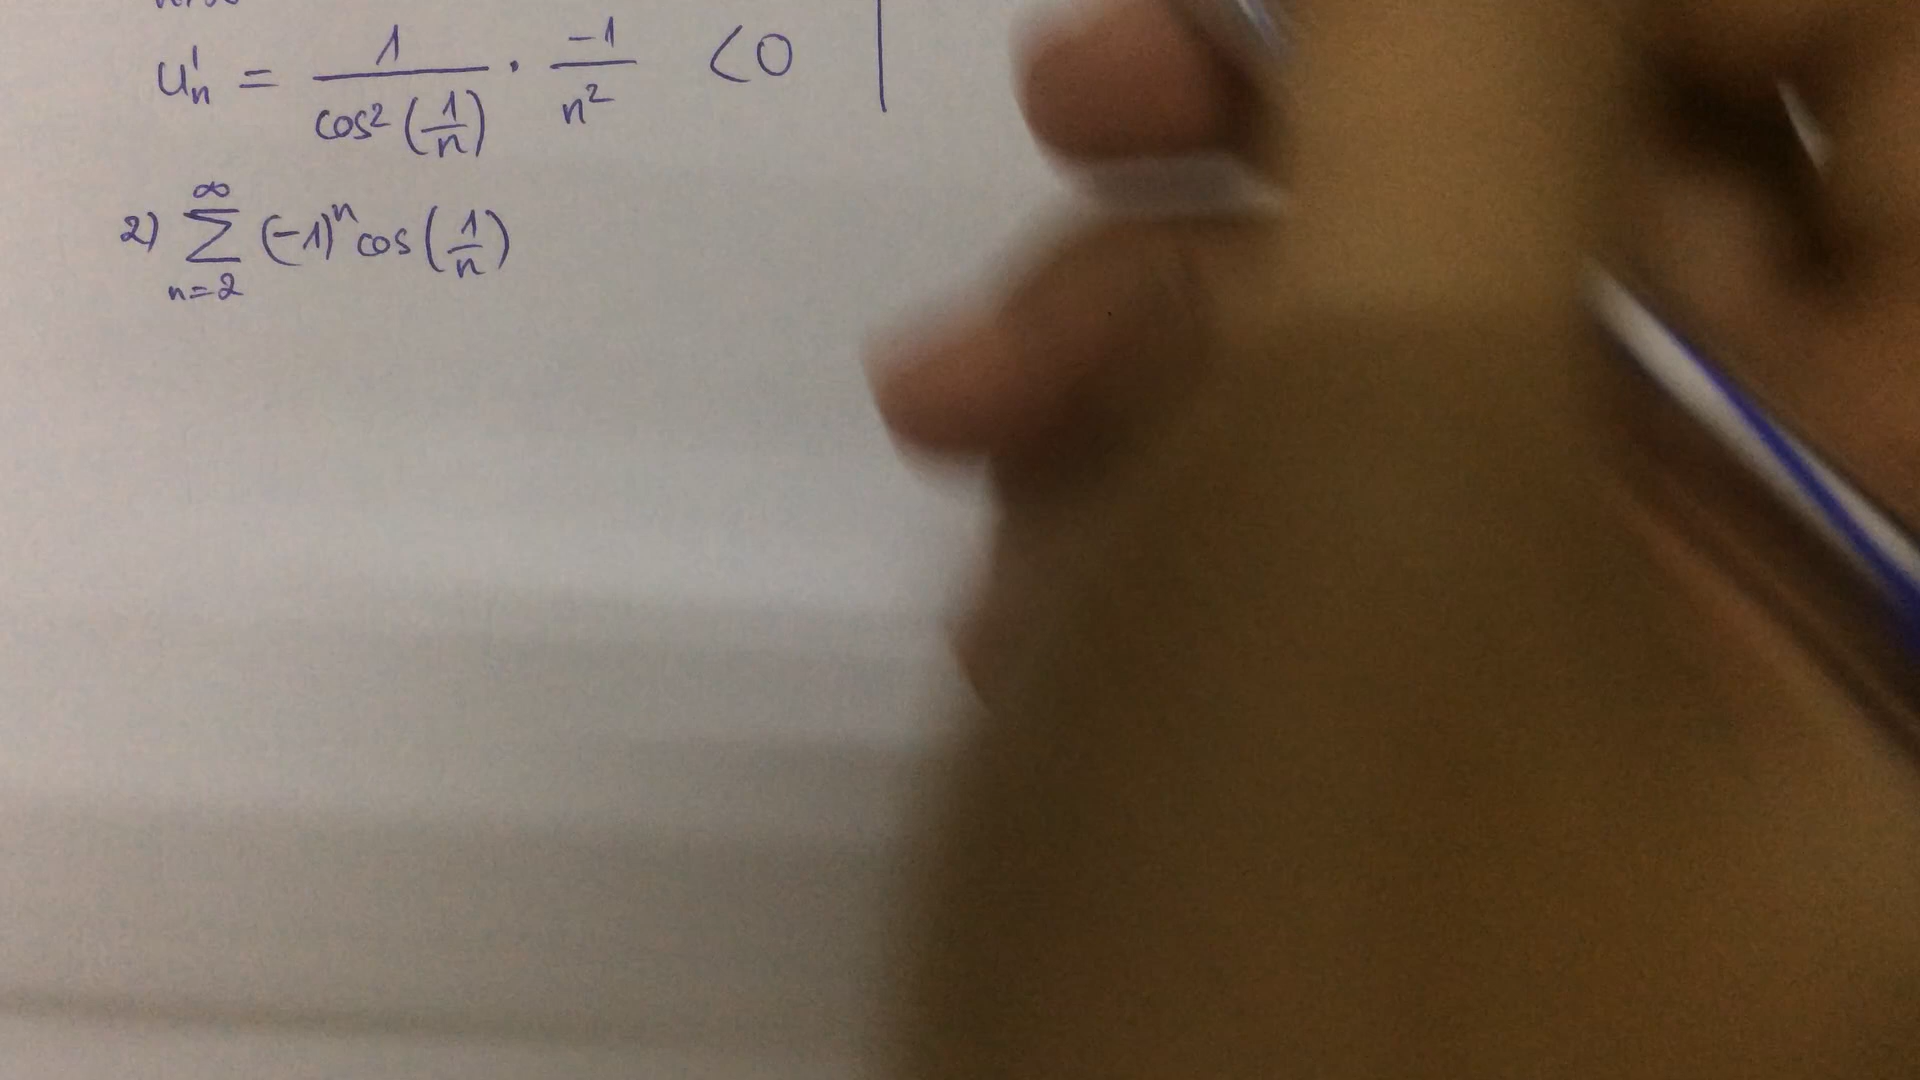 u'n = 1/cos²(1/n) · -1/n² < 0
2) ∞∑n=2 (-1)ⁿ cos(1/n)